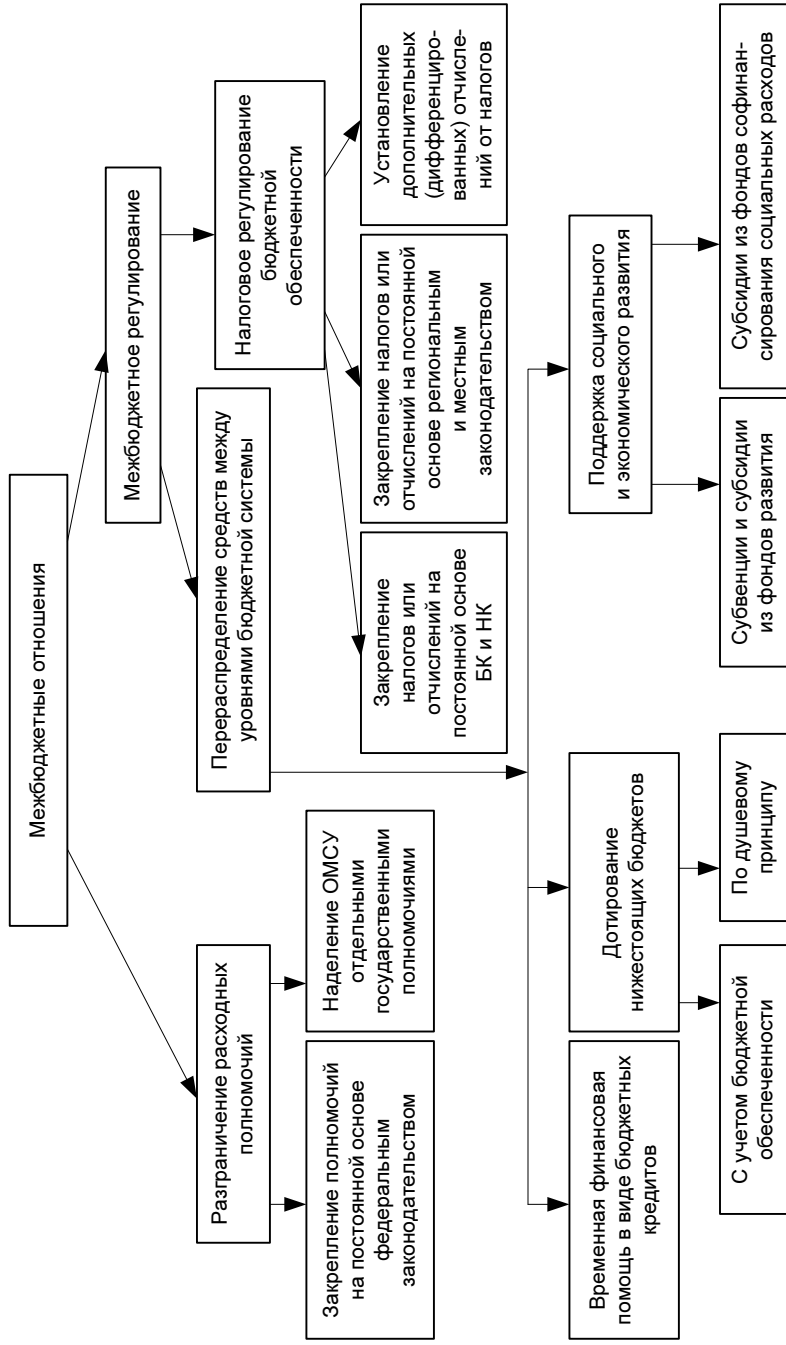 Межбюджетные отношения
Межбюджетное регулирование
Разграничение расходных
полномочий
Перераспределение средств между
уровнями бюджетной системы
Налоговое регулирование
бюджетной
обеспеченности
Закрепление полномочий
на постоянной основе
федеральным
законодательством
Наделение ОМСУ
отдельными
государственными
полномочиями
Закрепление
налогов или
отчислений на
постоянной основе
БК и НК
Закрепление налогов или
отчислений на постоянной
основе региональным
и местным
законодательством
Установление
дополнительных
(дифференциро-
ванных) отчисле-
ний от налогов
Временная финансовая
помощь в виде бюджетных
кредитов
Дотирование
нижестоящих бюджетов
Поддержка социального
и экономического развития
С учетом бюджетной
обеспеченности
По душевому
принципу
Субвенции и субсидии
из фондов развития
Субсидии из фондов софинан-
сирования социальных расходов